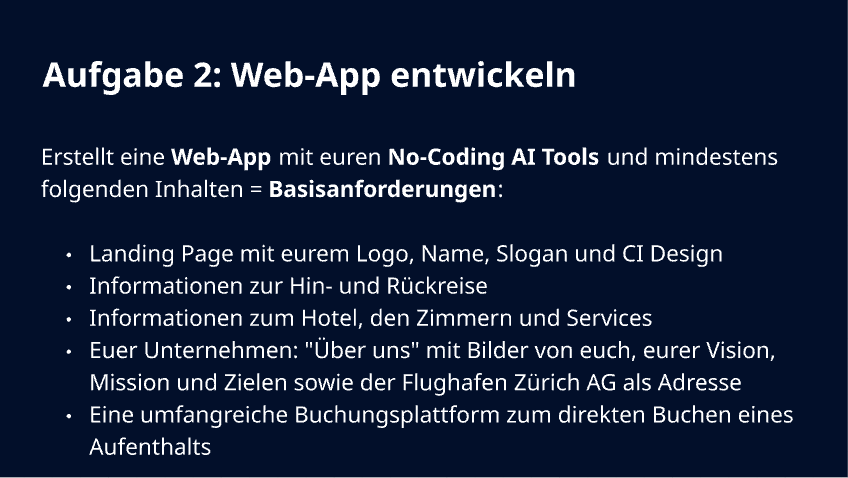 Aufgabe 2: Web-App entwickeln
Erstellt eine Web-App mit euren No-Coding AI Tools und mindestens
folgenden Inhalten = Basisanforderungen:
• Landing Page mit eurem Logo, Name, Slogan und CI Design
• Informationen zur Hin- und Rückreise
• Informationen zum Hotel, den Zimmern und Services
• Euer Unternehmen: "Über uns" mit Bilder von euch, eurer Vision,
Mission und Zielen sowie der Flughafen Zürich AG als Adresse
• Eine umfangreiche Buchungsplattform zum direkten Buchen eines
Aufenthalts